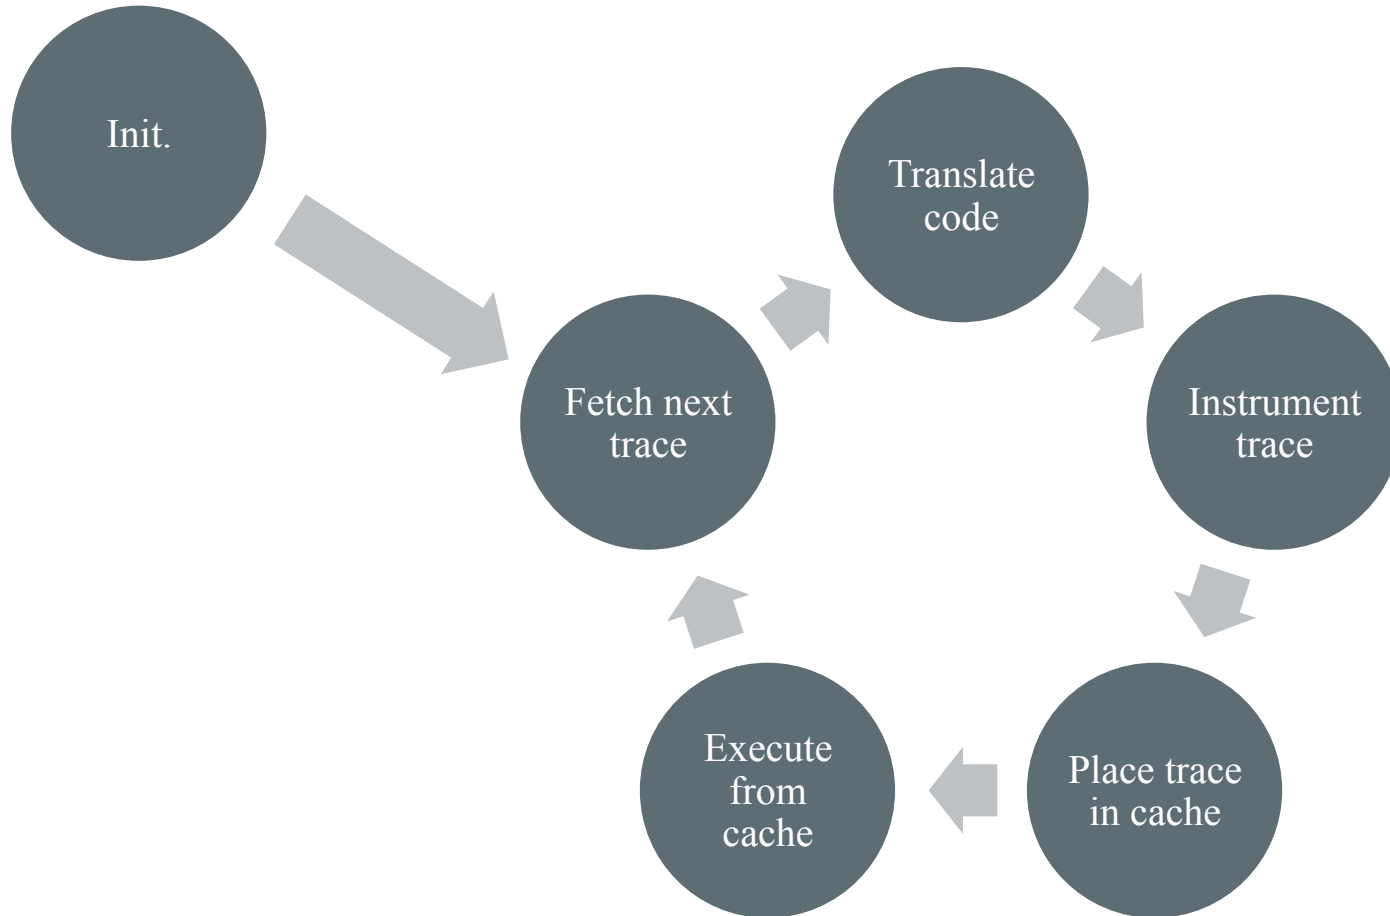 Init.
Translate
code
Fetch next
trace
Instrument
trace
Execute
from
cache
Place trace
in cache